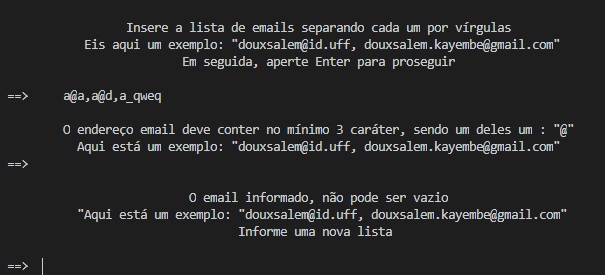 Insere a lista de emails separando cada um por vírgulas
Eis aqui um exemplo: "douxsalem@id.uff, douxsalem.kayembe@gmail.com"
Em seguida, aperte Enter para proseguir
==> a@a,a@d,a_qweq
O endereço email deve conter no mínimo 3 caráter, sendo um deles um : "@"
Aqui está um exemplo: "douxsalem@id.uff, douxsalem.kayembe@gmail.com"
==>
O email informado, não pode ser vazio
"Aqui está um exemplo: "douxsalem@id.uff, douxsalem.kayembe@gmail.com"
Informe uma nova lista
==>